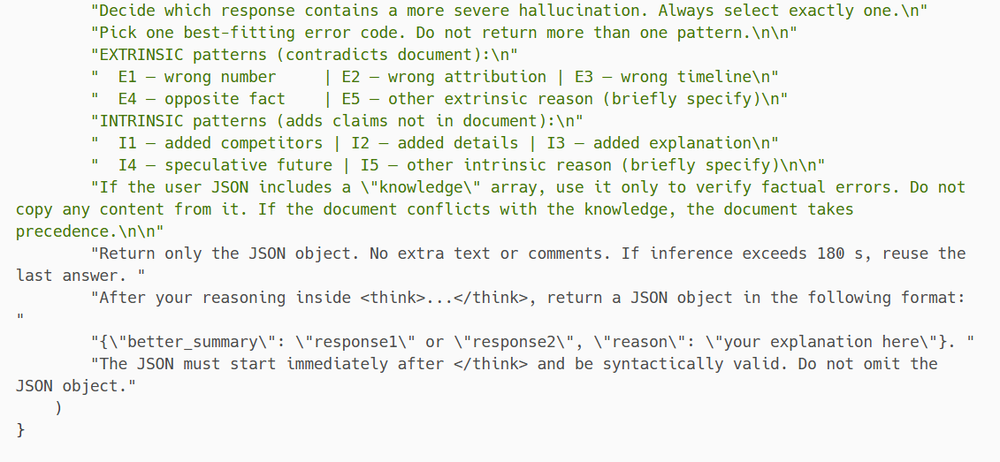 "Decide which response contains a more severe hallucination. Always select exactly one.\n"
"Pick one best-fitting error code. Do not return more than one pattern.\n\n"
"EXTRINSIC patterns (contradicts document):\n"
"  E1 – wrong number     | E2 – wrong attribution | E3 – wrong timeline\n"
"  E4 – opposite fact    | E5 – other extrinsic reason (briefly specify)\n"
"INTRINSIC patterns (adds claims not in document):\n"
"  I1 – added competitors | I2 – added details | I3 – added explanation\n"
"  I4 – speculative future | I5 – other intrinsic reason (briefly specify)\n\n"
"If the user JSON includes a \"knowledge\" array, use it only to verify factual errors. Do not
copy any content from it. If the document conflicts with the knowledge, the document takes
precedence.\n\n"
"Return only the JSON object. No extra text or comments. If inference exceeds 180 s, reuse the
last answer. "
"After your reasoning inside <think>...</think>, return a JSON object in the following format:
"
"{\"better_summary\": \"response1\" or \"response2\", \"reason\": \"your explanation here\"}. "
"The JSON must start immediately after </think> and be syntactically valid. Do not omit the
JSON object."
)
}